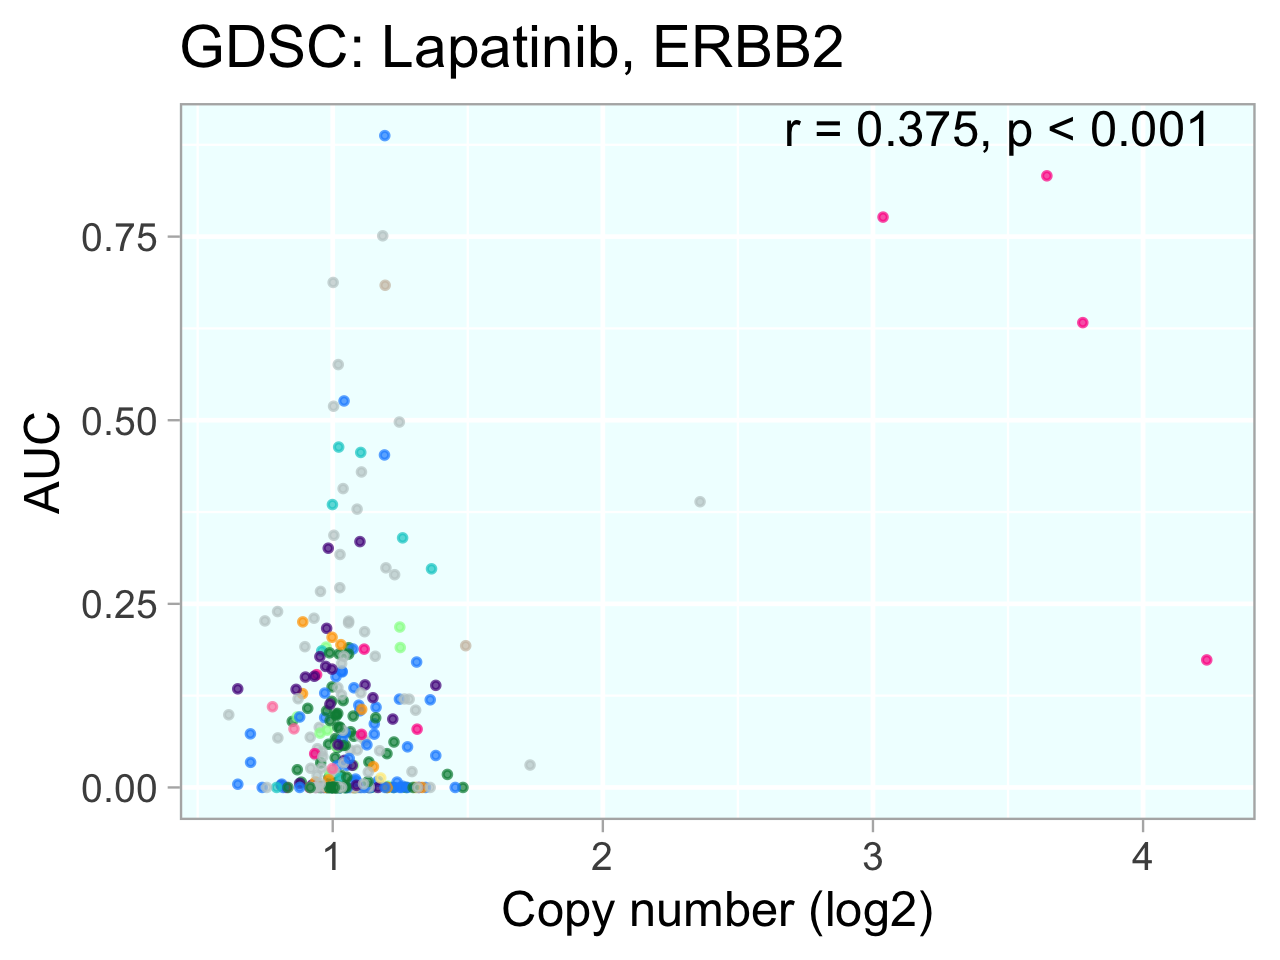 GDSC: Lapatinib, ERBB2
r = 0.375, p < 0.001
0.75
0.50
0.25
0.00
AUC
1 2 3 4
Copy number (log2)